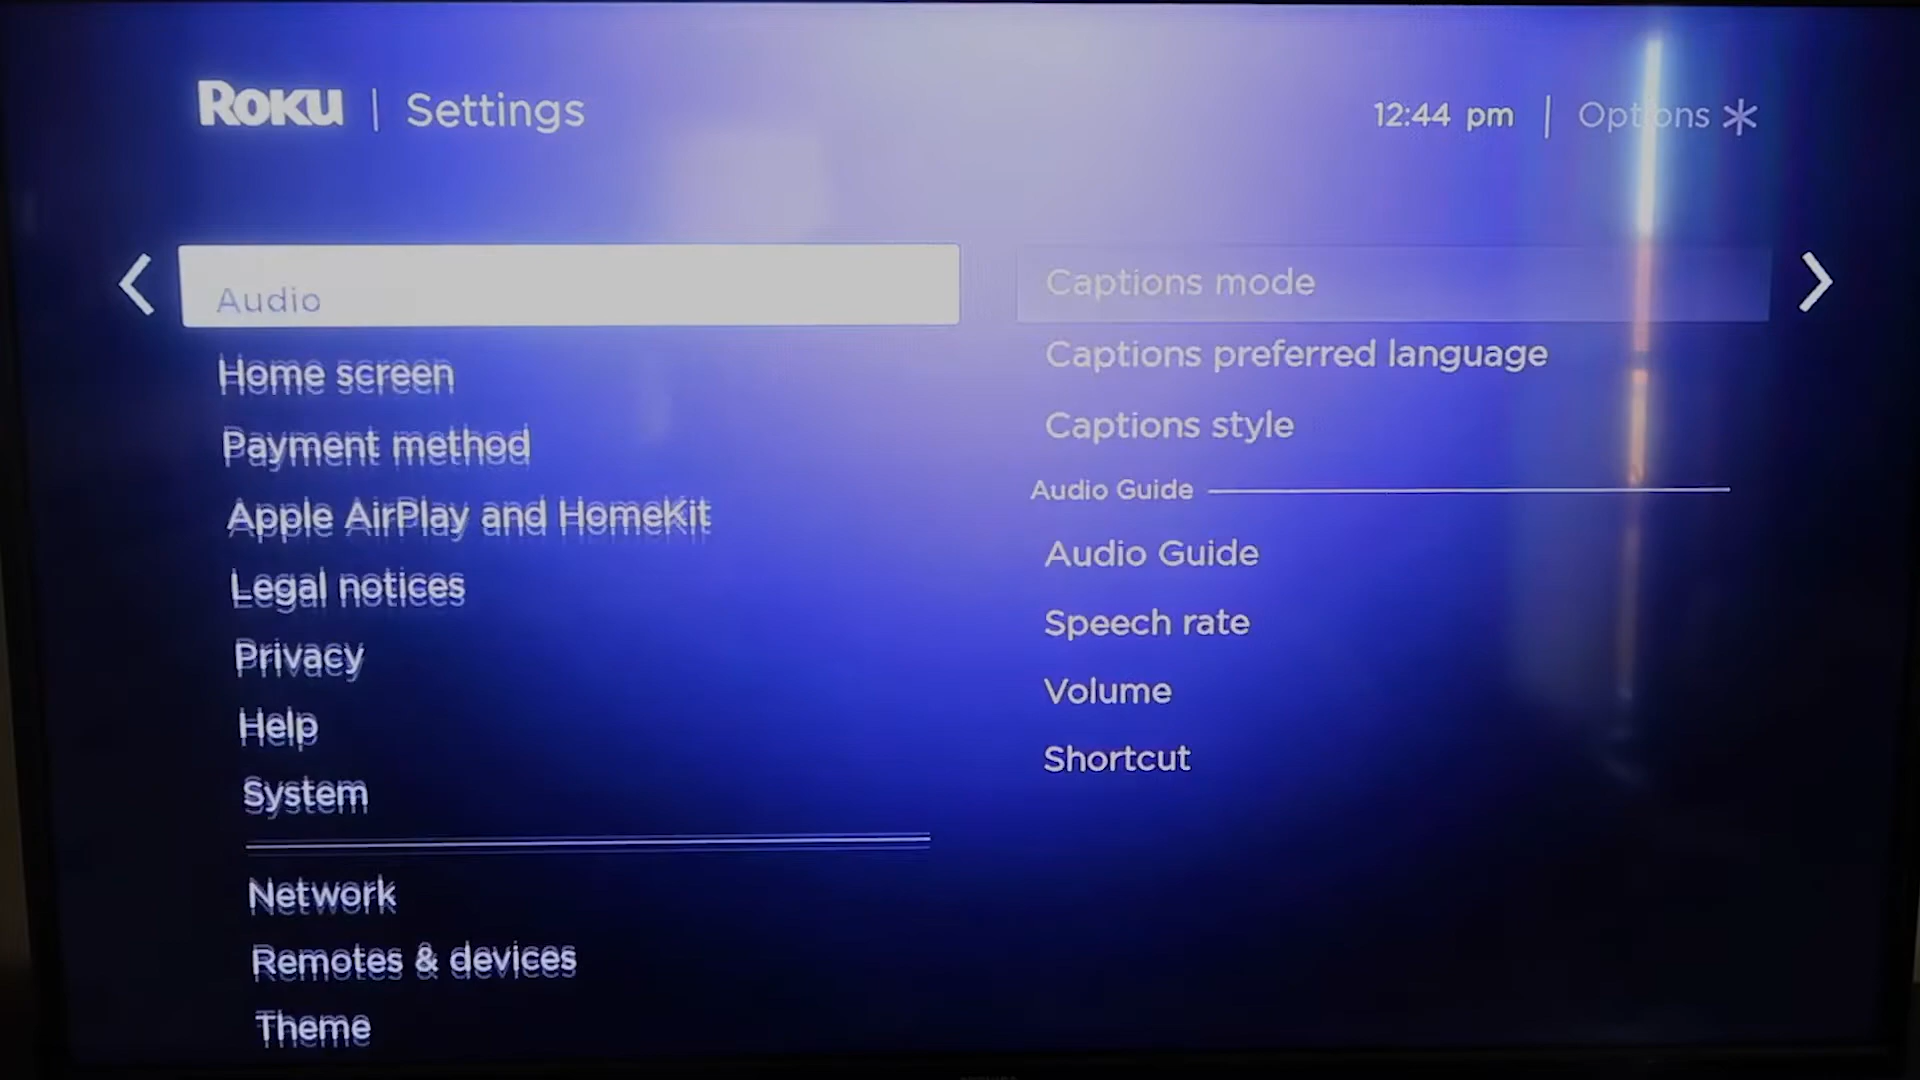 Roku | Settings
12:44 pm | Options
Audio
Home screen
Payment method
Apple AirPlay and HomeKit
Legal notices
Privacy
Help
System
Network
Remotes & devices
Theme
Captions mode
Captions preferred language
Captions style
Audio Guide
Audio Guide
Speech rate
Volume
Shortcut